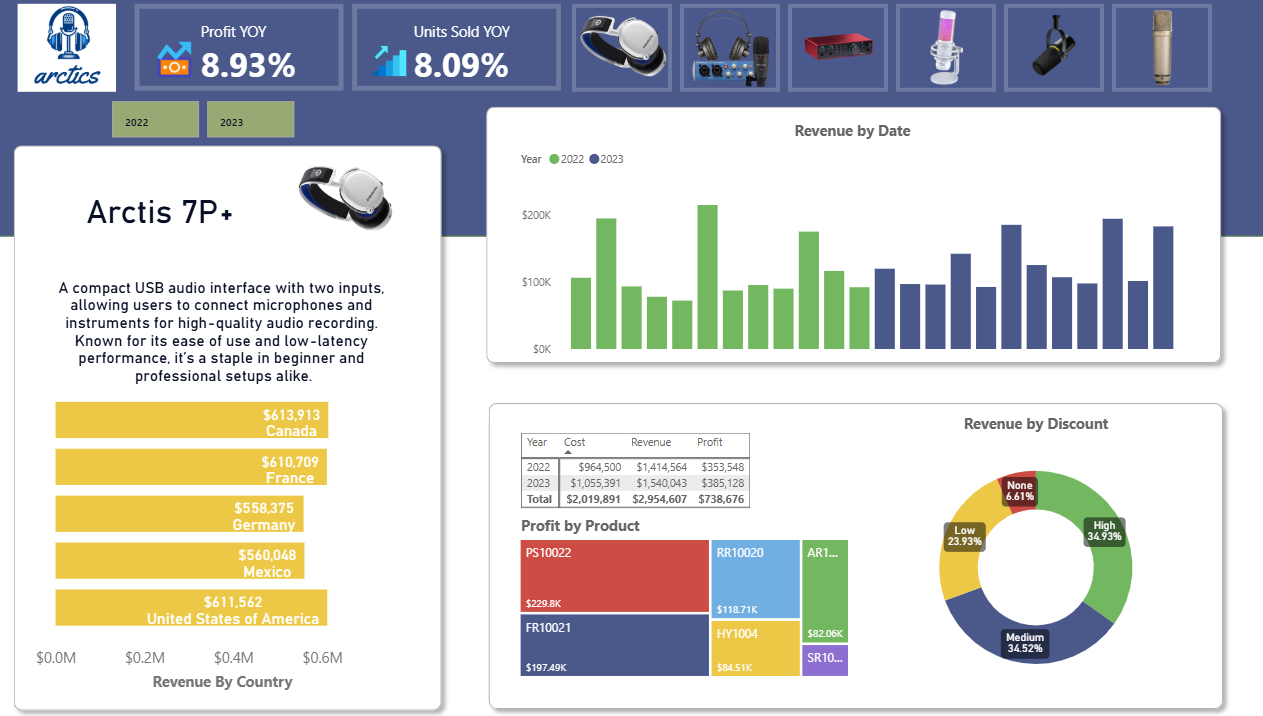 arctics
Profit YOY
8.93%
Units Sold YOY
8.09%
2022
2023
Arctis 7P+
A compact USB audio interface with two inputs,
allowing users to connect microphones and
instruments for high-quality audio recording.
Known for its ease of use and low-latency
performance, it's a staple in beginner and
professional setups alike.
$613,913
Canada
$610,709
France
$558,375
Germany
$560,048
Mexico
$611,562
United States of America
$0.0M $0.2M $0.4M $0.6M
Revenue By Country
Revenue by Date
Year 2022 2023
$200K
$100K
$0K
Year Cost Revenue Profit
2022 $964,500 $1,414,564 $353,548
2023 $1,055,391 $1,540,043 $385,128
Total $2,019,891 $2,954,607 $738,676
Profit by Product
PS10022
$229.8K
FR10021
$197.49K
RR10020
$118.71K
HY1004
$84.51K
AR1...
$82.06K
SR10...
Revenue by Discount
None
6.61%
High
34.93%
Low
23.93%
Medium
34.52%